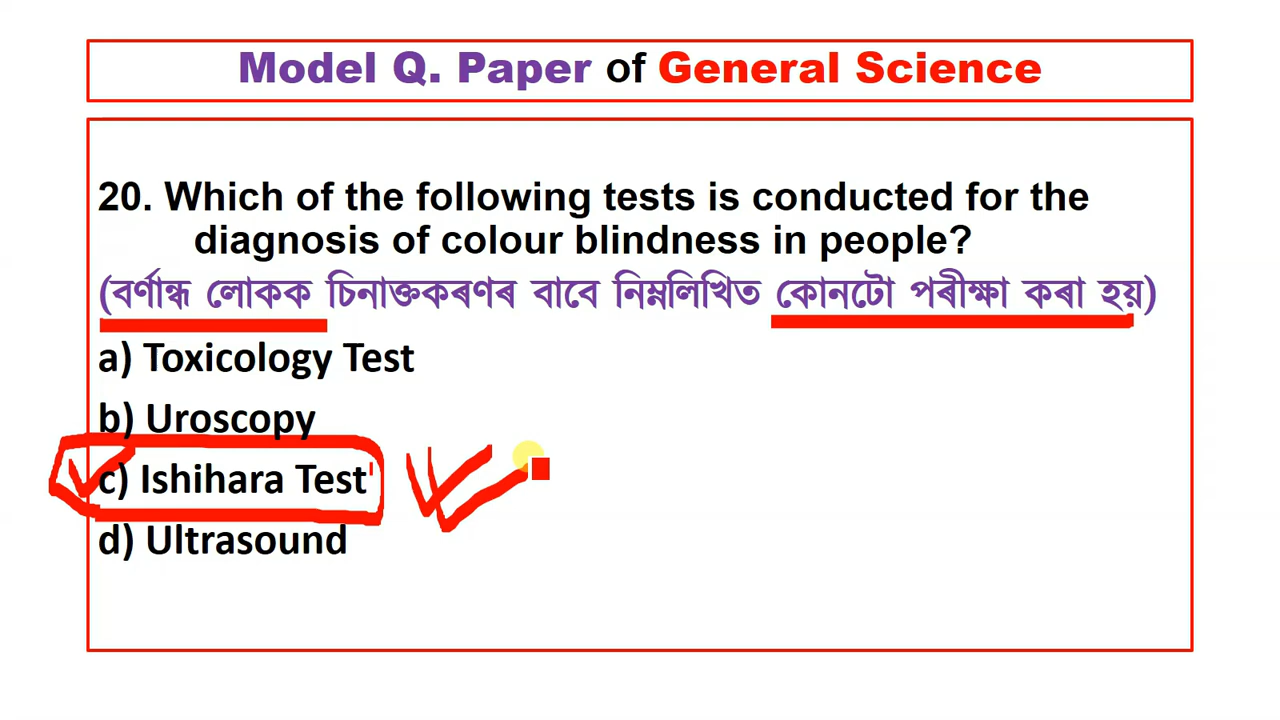 Model Q. Paper of General Science
20. Which of the following tests is conducted for the
diagnosis of colour blindness in people?
(বৰ্ণান্ধ লোকক চিনাক্তকৰণৰ বাবে নিম্নলিখিত কোনটো পৰীক্ষা কৰা হয়)
a) Toxicology Test
b) Uroscopy
c) Ishihara Test
d) Ultrasound